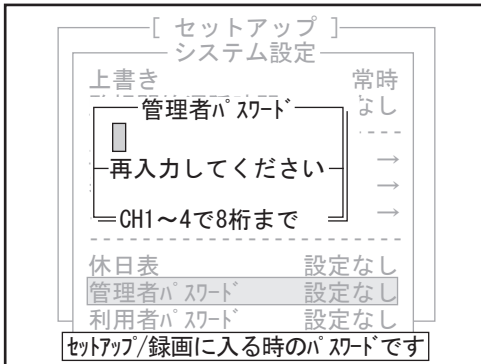 [ セットアップ ]
システム設定
上書き 常時
管理者パスワード なし
再入力してください →
→
CH1～4で8桁まで →
休日表 設定なし
管理者パスワード 設定なし
利用者パスワード 設定なし
セットアップ/録画に入る時のパスワードです